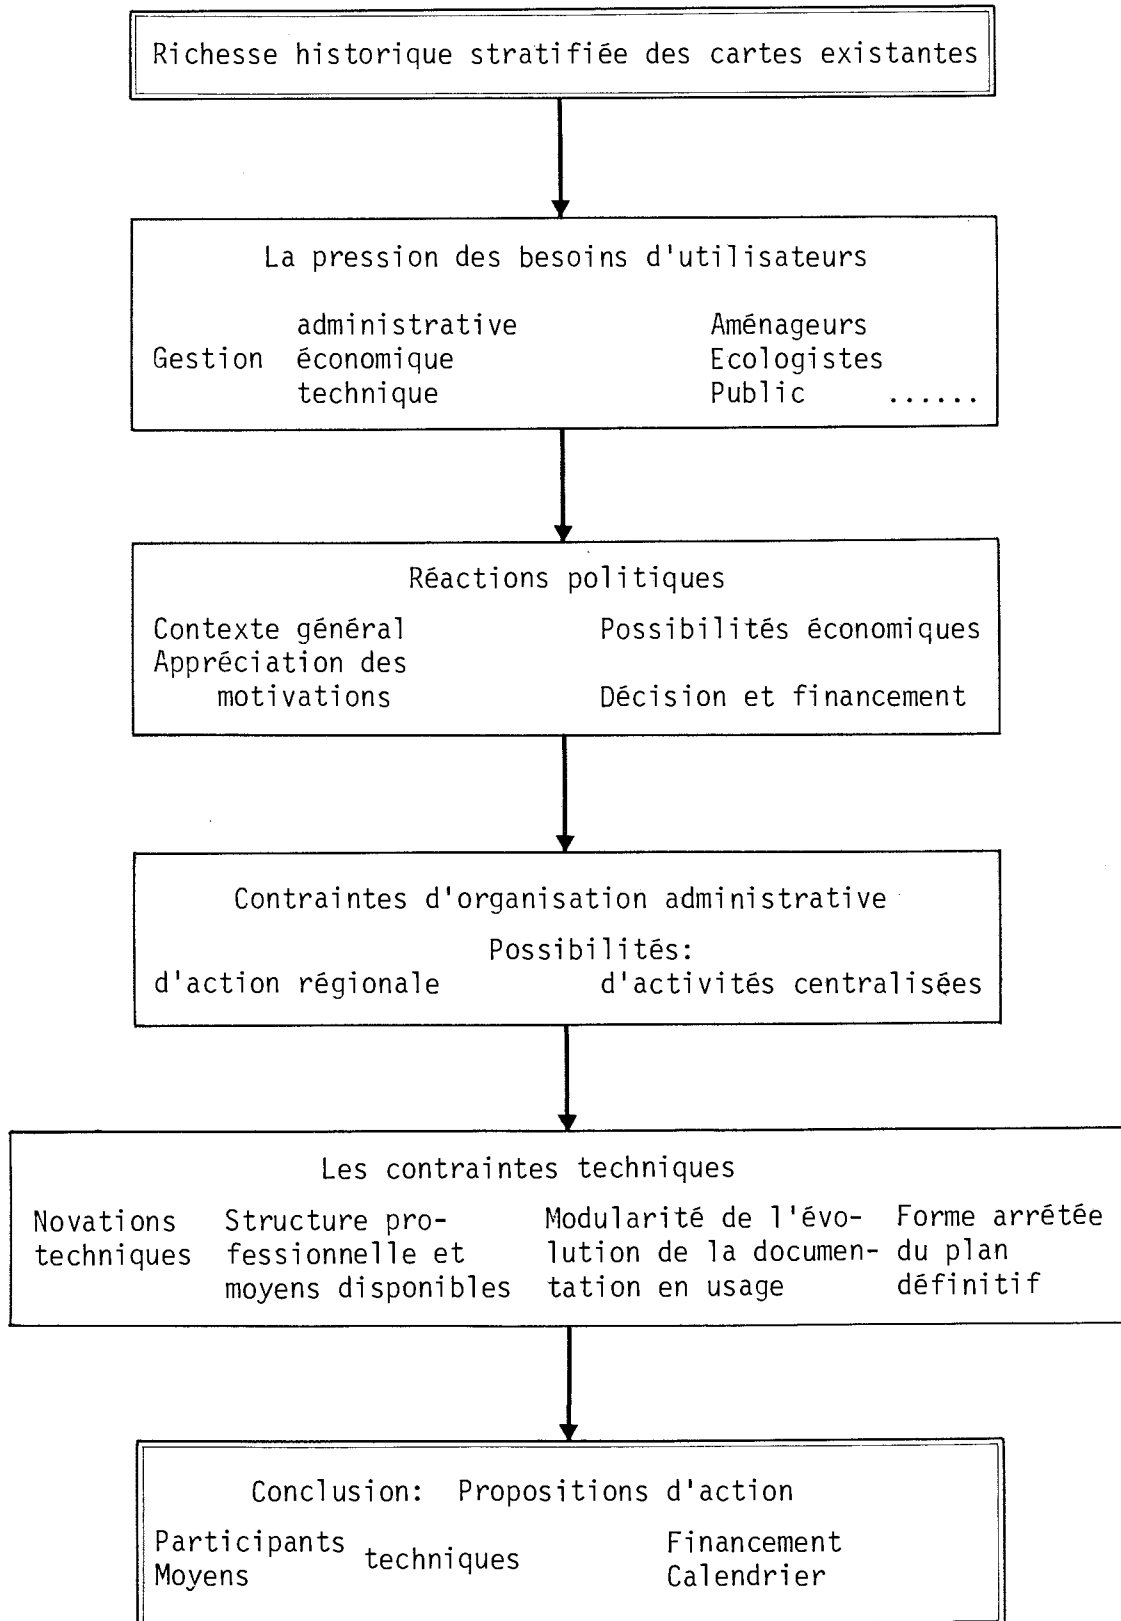 Richesse historique stratifiée des cartes existantes
La pression des besoins d'utilisateurs
administrative
Gestion économique
technique
Aménageurs
Ecologistes
Public ......
Réactions politiques
Contexte général
Appréciation des
motivations
Possibilités économiques
Décision et financement
Contraintes d'organisation administrative
Possibilités:
d'action régionale
d'activités centralisées
Les contraintes techniques
Novations
techniques
Structure pro-
fessionnelle et
moyens disponibles
Modularité de l'évo-
lution de la documen-
tation en usage
Forme arrétée
du plan
définitif
Conclusion: Propositions d'action
Participants
Moyens
techniques
Financement
Calendrier